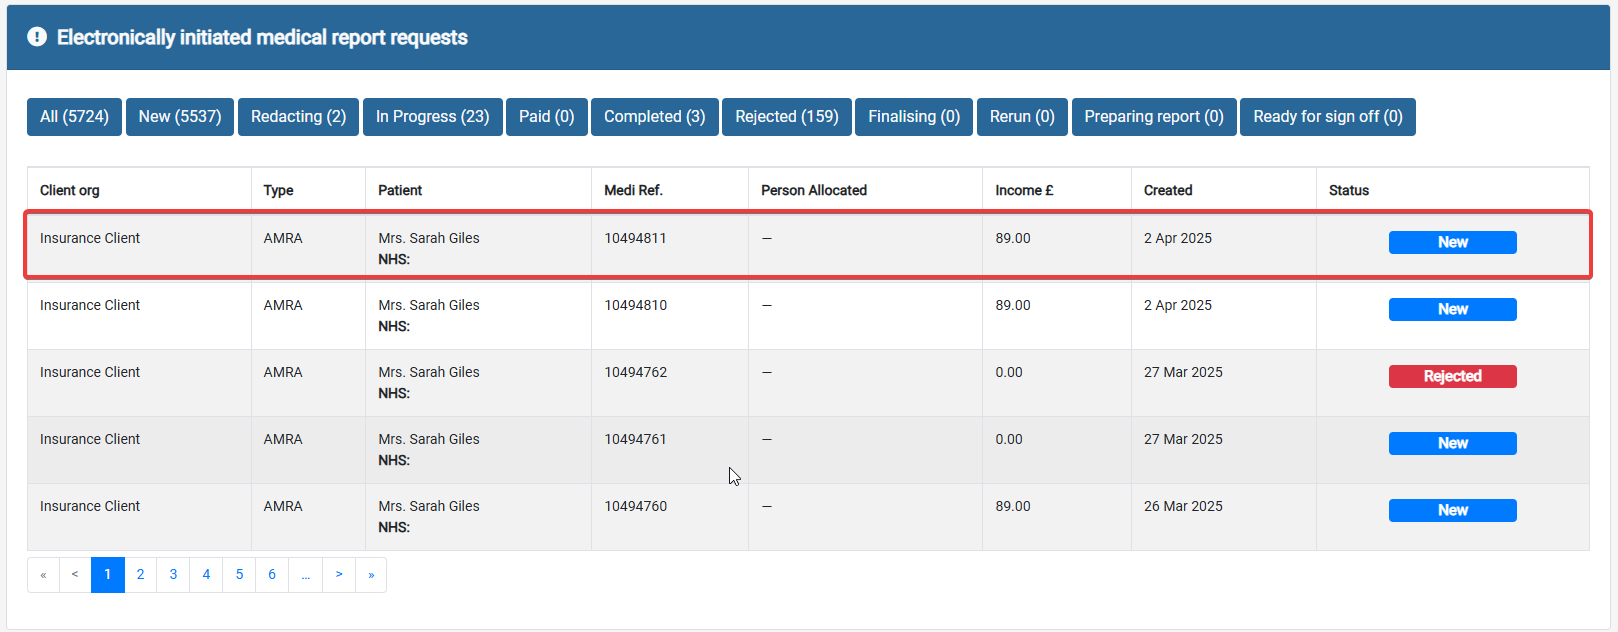 Electronically initiated medical report requests
All (5724) New (5537) Redacting (2) In Progress (23) Paid (0) Completed (3) Rejected (159) Finalising (0) Rerun (0) Preparing report (0) Ready for sign off (0)
Client org Type Patient Medi Ref. Person Allocated Income £ Created Status
Insurance Client AMRA Mrs. Sarah Giles 10494811 — 89.00 2 Apr 2025 New
NHS:
Insurance Client AMRA Mrs. Sarah Giles 10494810 — 89.00 2 Apr 2025 New
NHS:
Insurance Client AMRA Mrs. Sarah Giles 10494762 — 0.00 27 Mar 2025 Rejected
NHS:
Insurance Client AMRA Mrs. Sarah Giles 10494761 — 0.00 27 Mar 2025 New
NHS:
Insurance Client AMRA Mrs. Sarah Giles 10494760 — 89.00 26 Mar 2025 New
NHS:
« < 1 2 3 4 5 6 ... > »